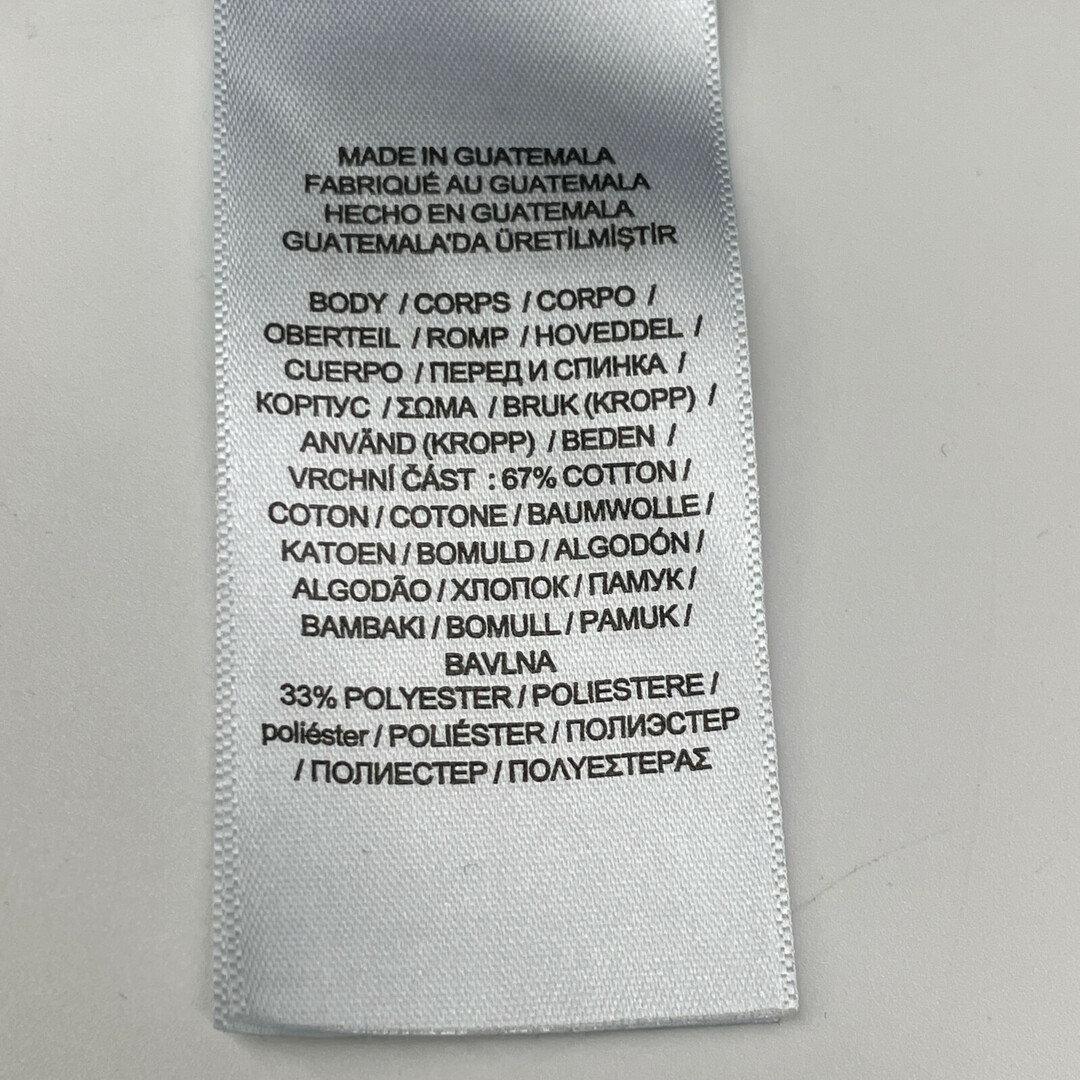 MADE IN GUATEMALA
FABRIQUÉ AU GUATEMALA
HECHO EN GUATEMALA
GUATEMALA'DA ÜRETİLMİŞTİR
BODY / CORPS / CORPO /
OBERTEIL / ROMP / HOVEDDEL /
CUERPO / ПЕРЕД И СПИНКА /
КОРПУС / ΣΩΜΑ / BRUK (KROPP) /
ANVÄND (KROPP) / BEDEN /
VRCHNÍ ČÁST : 67% COTTON /
COTON / COTONE / BAUMWOLLE /
KATOEN / BOMULD / ALGODÓN /
ALGODÃO / ХЛОПОК / ПАМУК /
BAMBAKI / BOMULL / PAMUK /
BAVLNA
33% POLYESTER / POLIESTERE /
poliéster / POLIÉSTER / ПОЛИЭСТЕР
/ ПОЛИЕСТЕР / ΠΟΛΥΕΣΤΕΡΑΣ